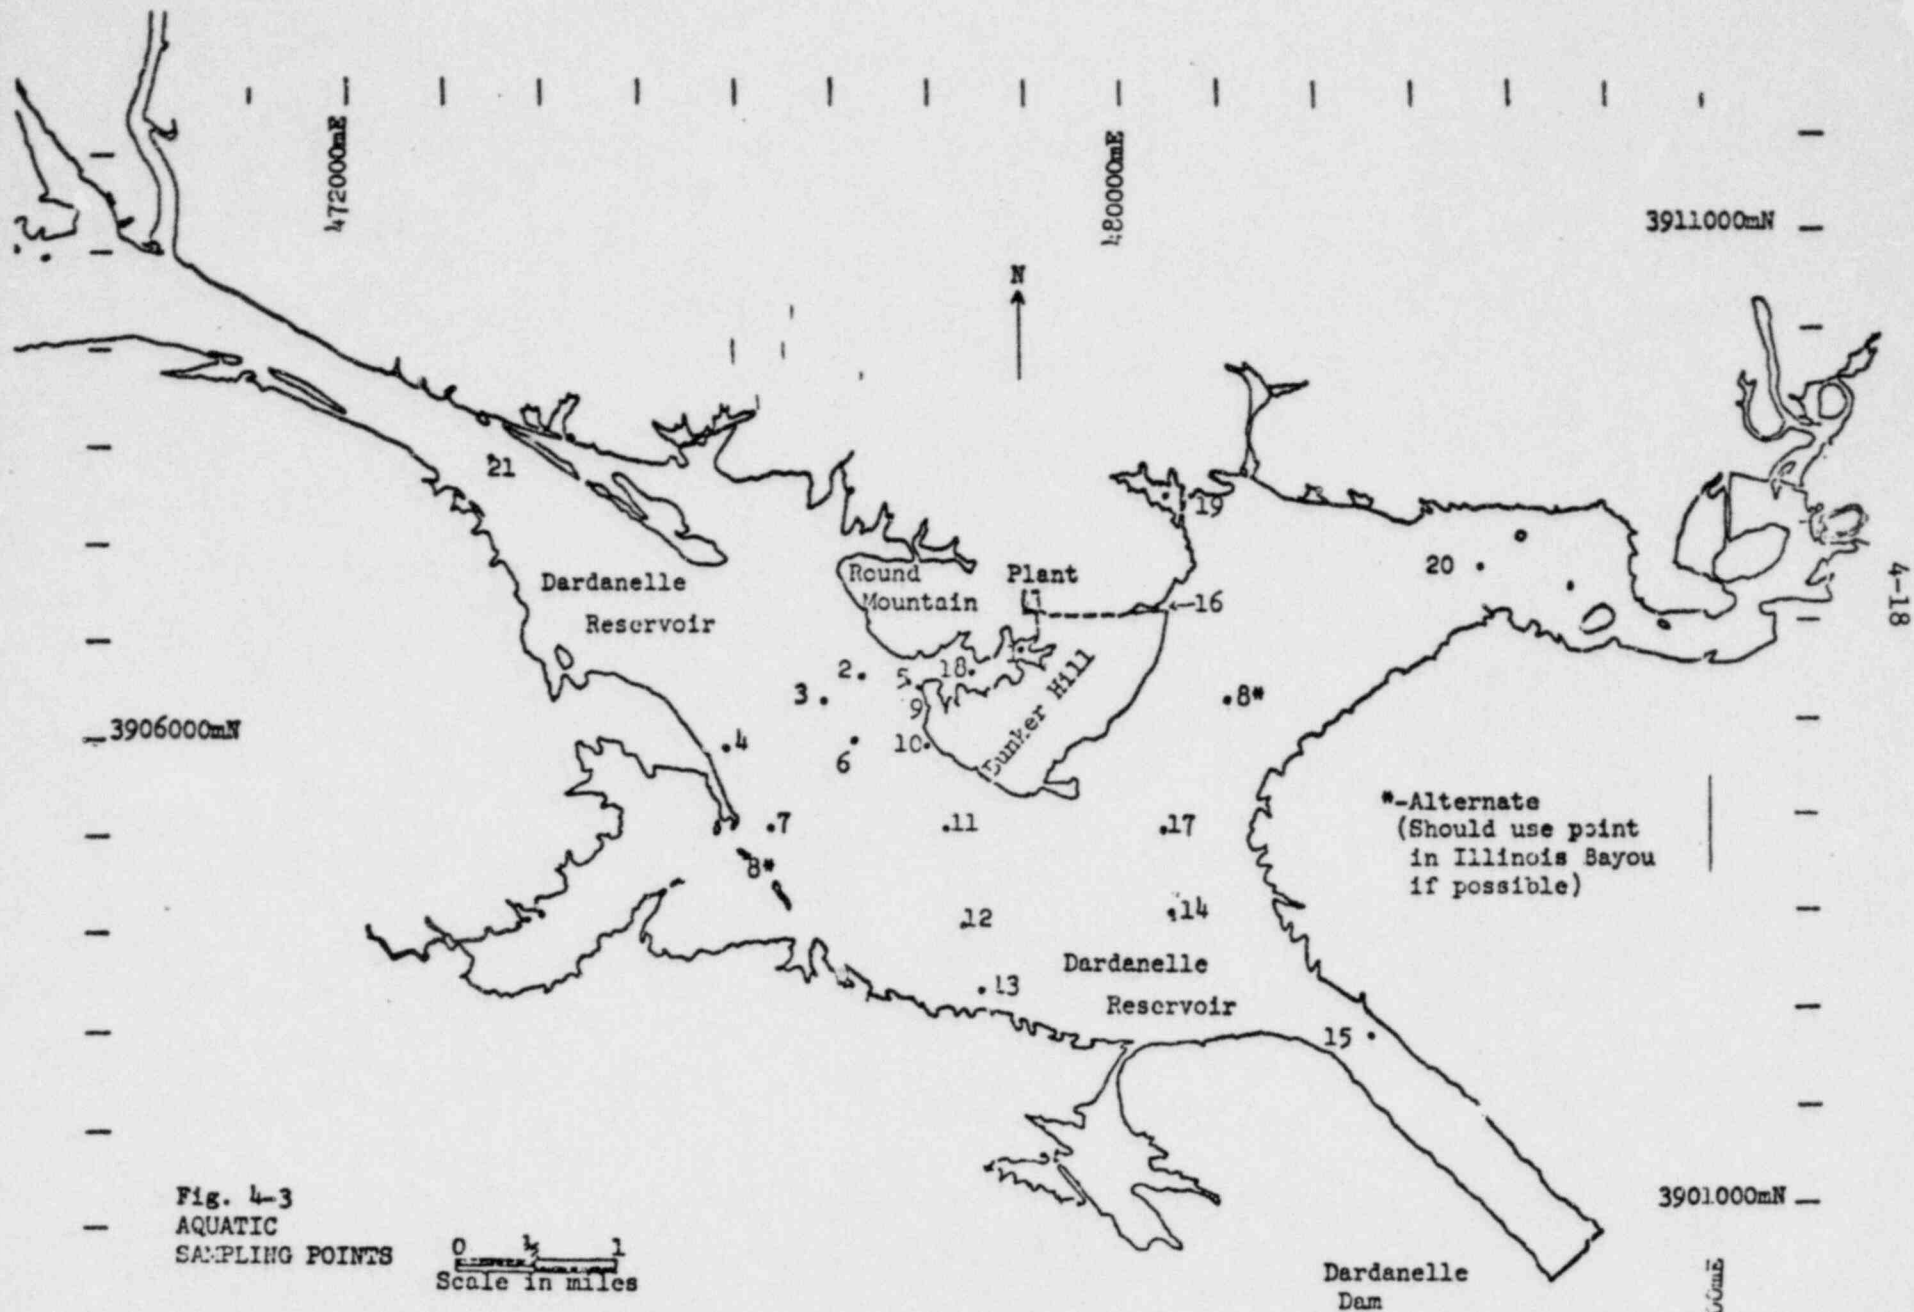 472000mE
480000mE
3911000mN
N
21
19
Dardanelle
Reservoir
Round
Mountain
Plant
20
16
4-18
2
5
18
3
9
8*
3906000mN
4
6
10
Bunker Hill
*-Alternate
(Should use point
in Illinois Bayou
if possible)
7
11
17
8*
12
14
13
Dardanelle
Reservoir
15
Fig. 4-3
AQUATIC
SAMPLING POINTS
0 ½ 1
Scale in miles
3901000mN
Dardanelle
Dam